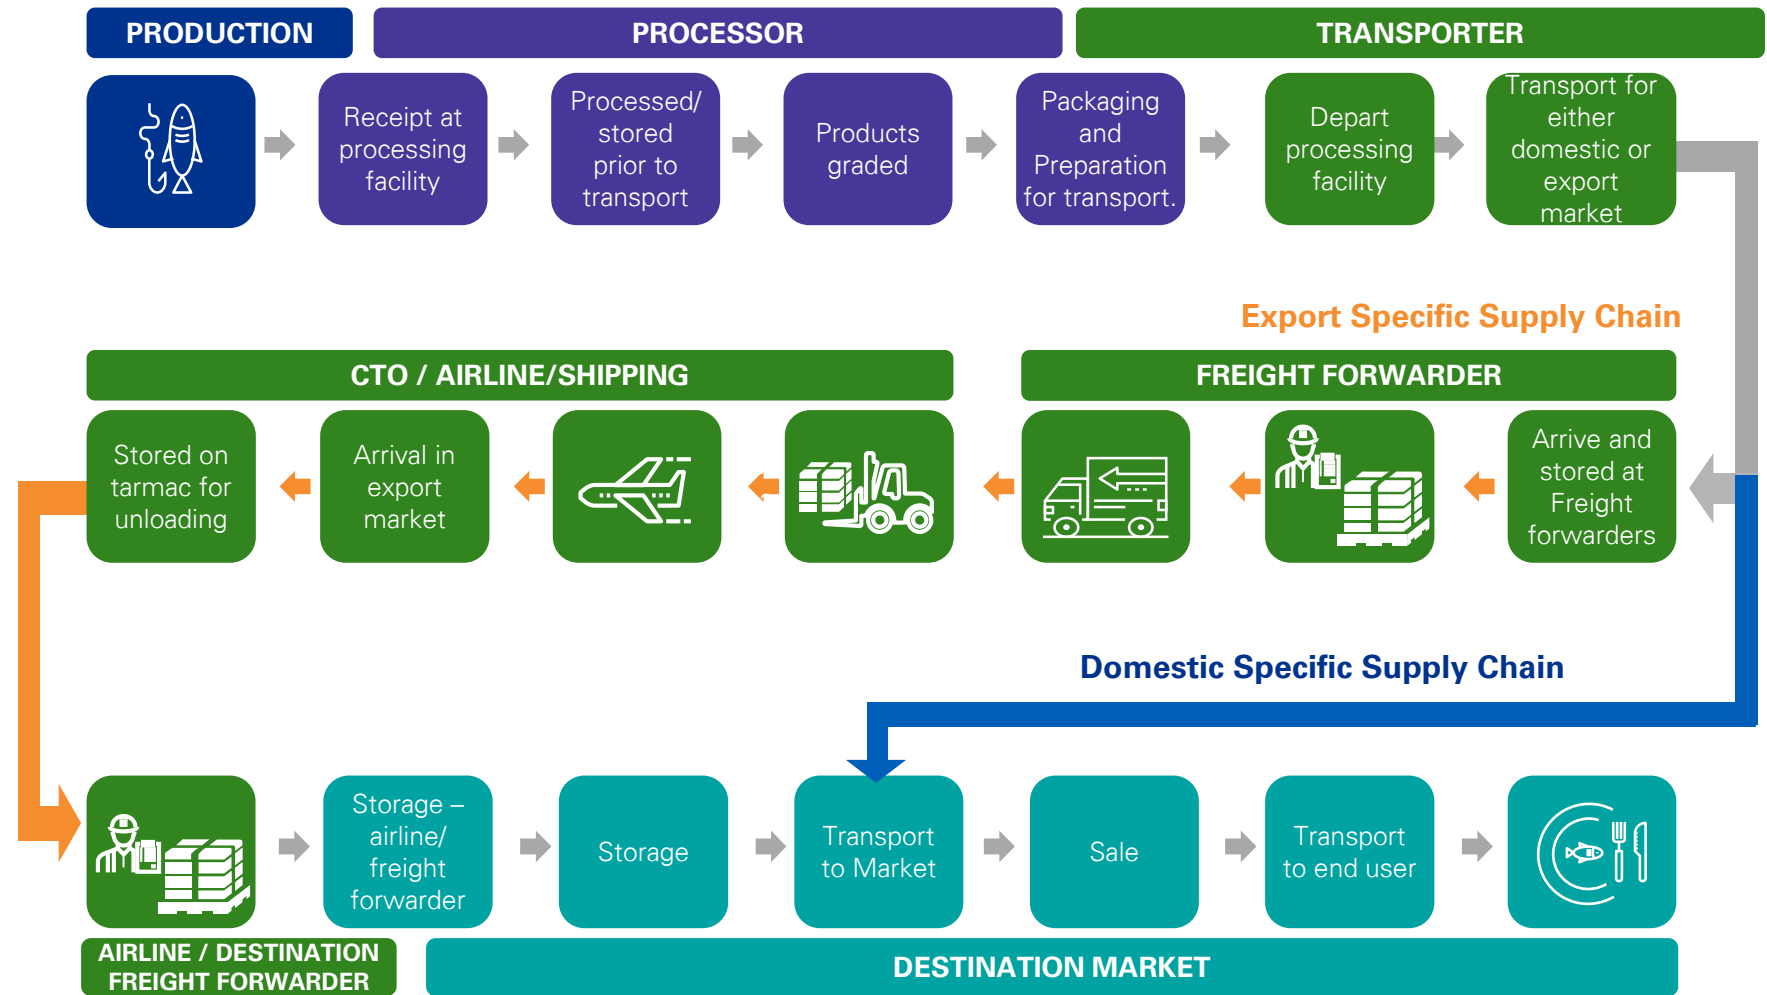 PRODUCTION
PROCESSOR
TRANSPORTER
Receipt at
processing
facility
Processed/
stored
prior to
transport
Products
graded
Packaging
and
Preparation
for transport.
Depart
processing
facility
Transport for
either
domestic or
export
market
Export Specific Supply Chain
CTO / AIRLINE/SHIPPING
FREIGHT FORWARDER
Stored on
tarmac for
unloading
Arrival in
export
market
Arrive and
stored at
Freight
forwarders
Domestic Specific Supply Chain
Storage –
airline/
freight
forwarder
Storage
Transport
to Market
Sale
Transport
to end user
AIRLINE / DESTINATION
FREIGHT FORWARDER
DESTINATION MARKET